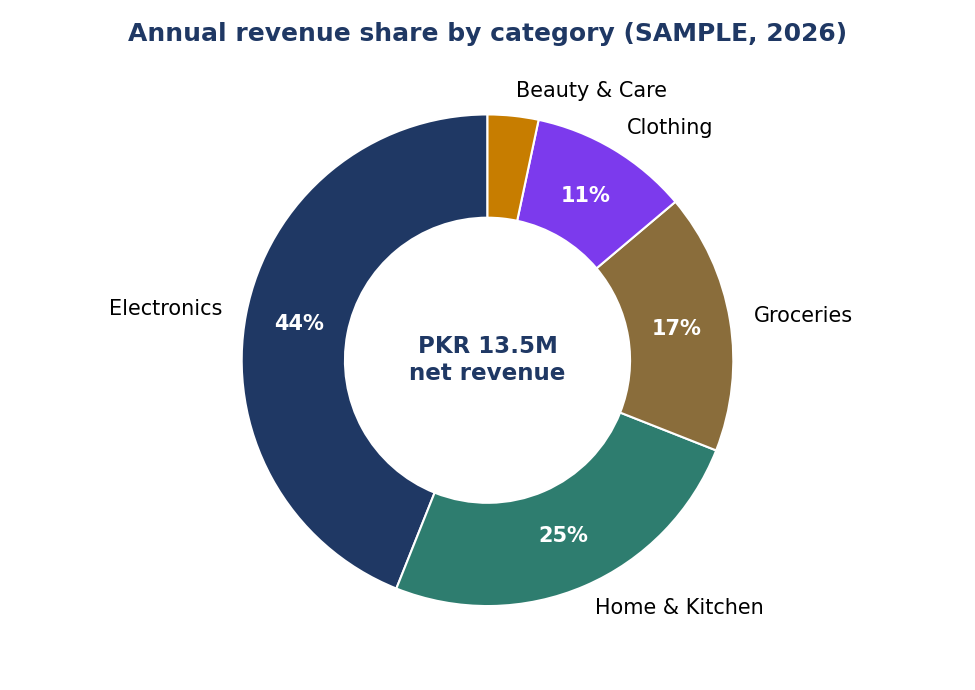 Annual revenue share by category (SAMPLE, 2026)
Beauty & Care
Clothing
11%
Electronics
44%
PKR 13.5M
net revenue
17%
Groceries
25%
Home & Kitchen